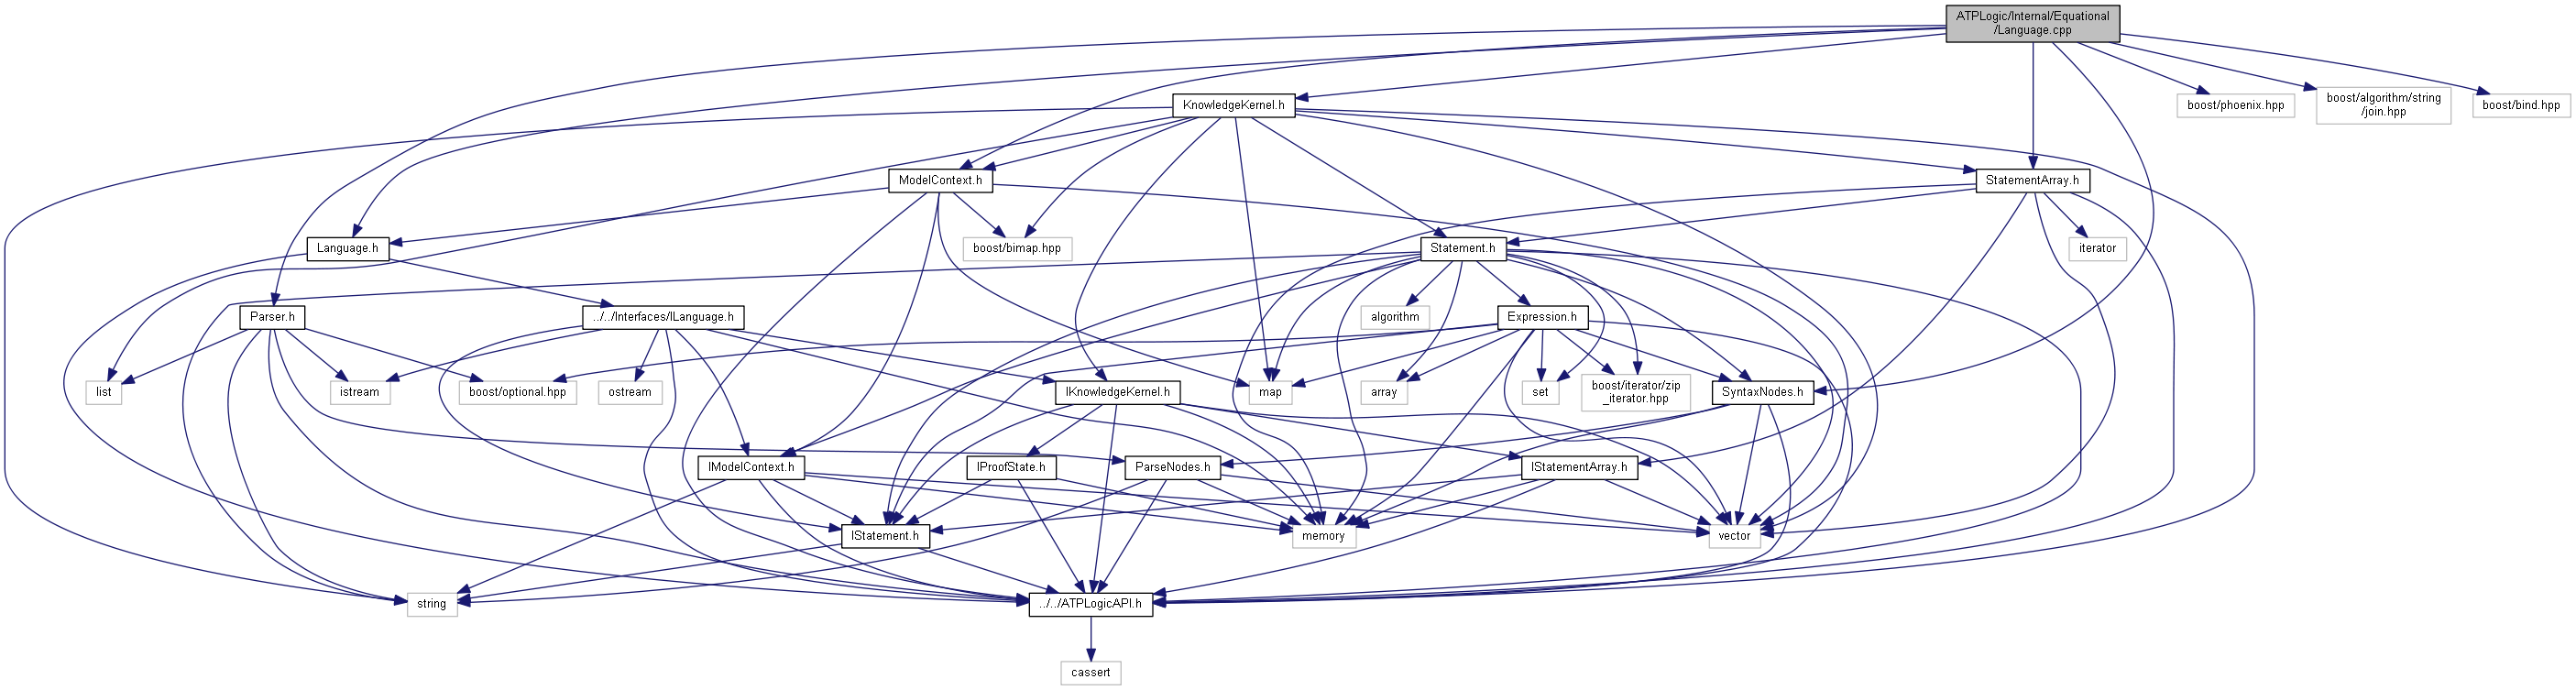 ATPLogic/Internal/Equational
/Language.cpp
KnowledgeKernel.h
boost/phoenix.hpp
boost/algorithm/string
/join.hpp
boost/bind.hpp
ModelContext.h
StatementArray.h
Language.h
boost/bimap.hpp
Statement.h
iterator
Parser.h
../../Interfaces/ILanguage.h
algorithm
Expression.h
list
istream
boost/optional.hpp
ostream
IKnowledgeKernel.h
map
array
set
boost/iterator/zip
_iterator.hpp
SyntaxNodes.h
IModelContext.h
IProofState.h
ParseNodes.h
IStatementArray.h
IStatement.h
memory
vector
string
../../ATPLogicAPI.h
cassert